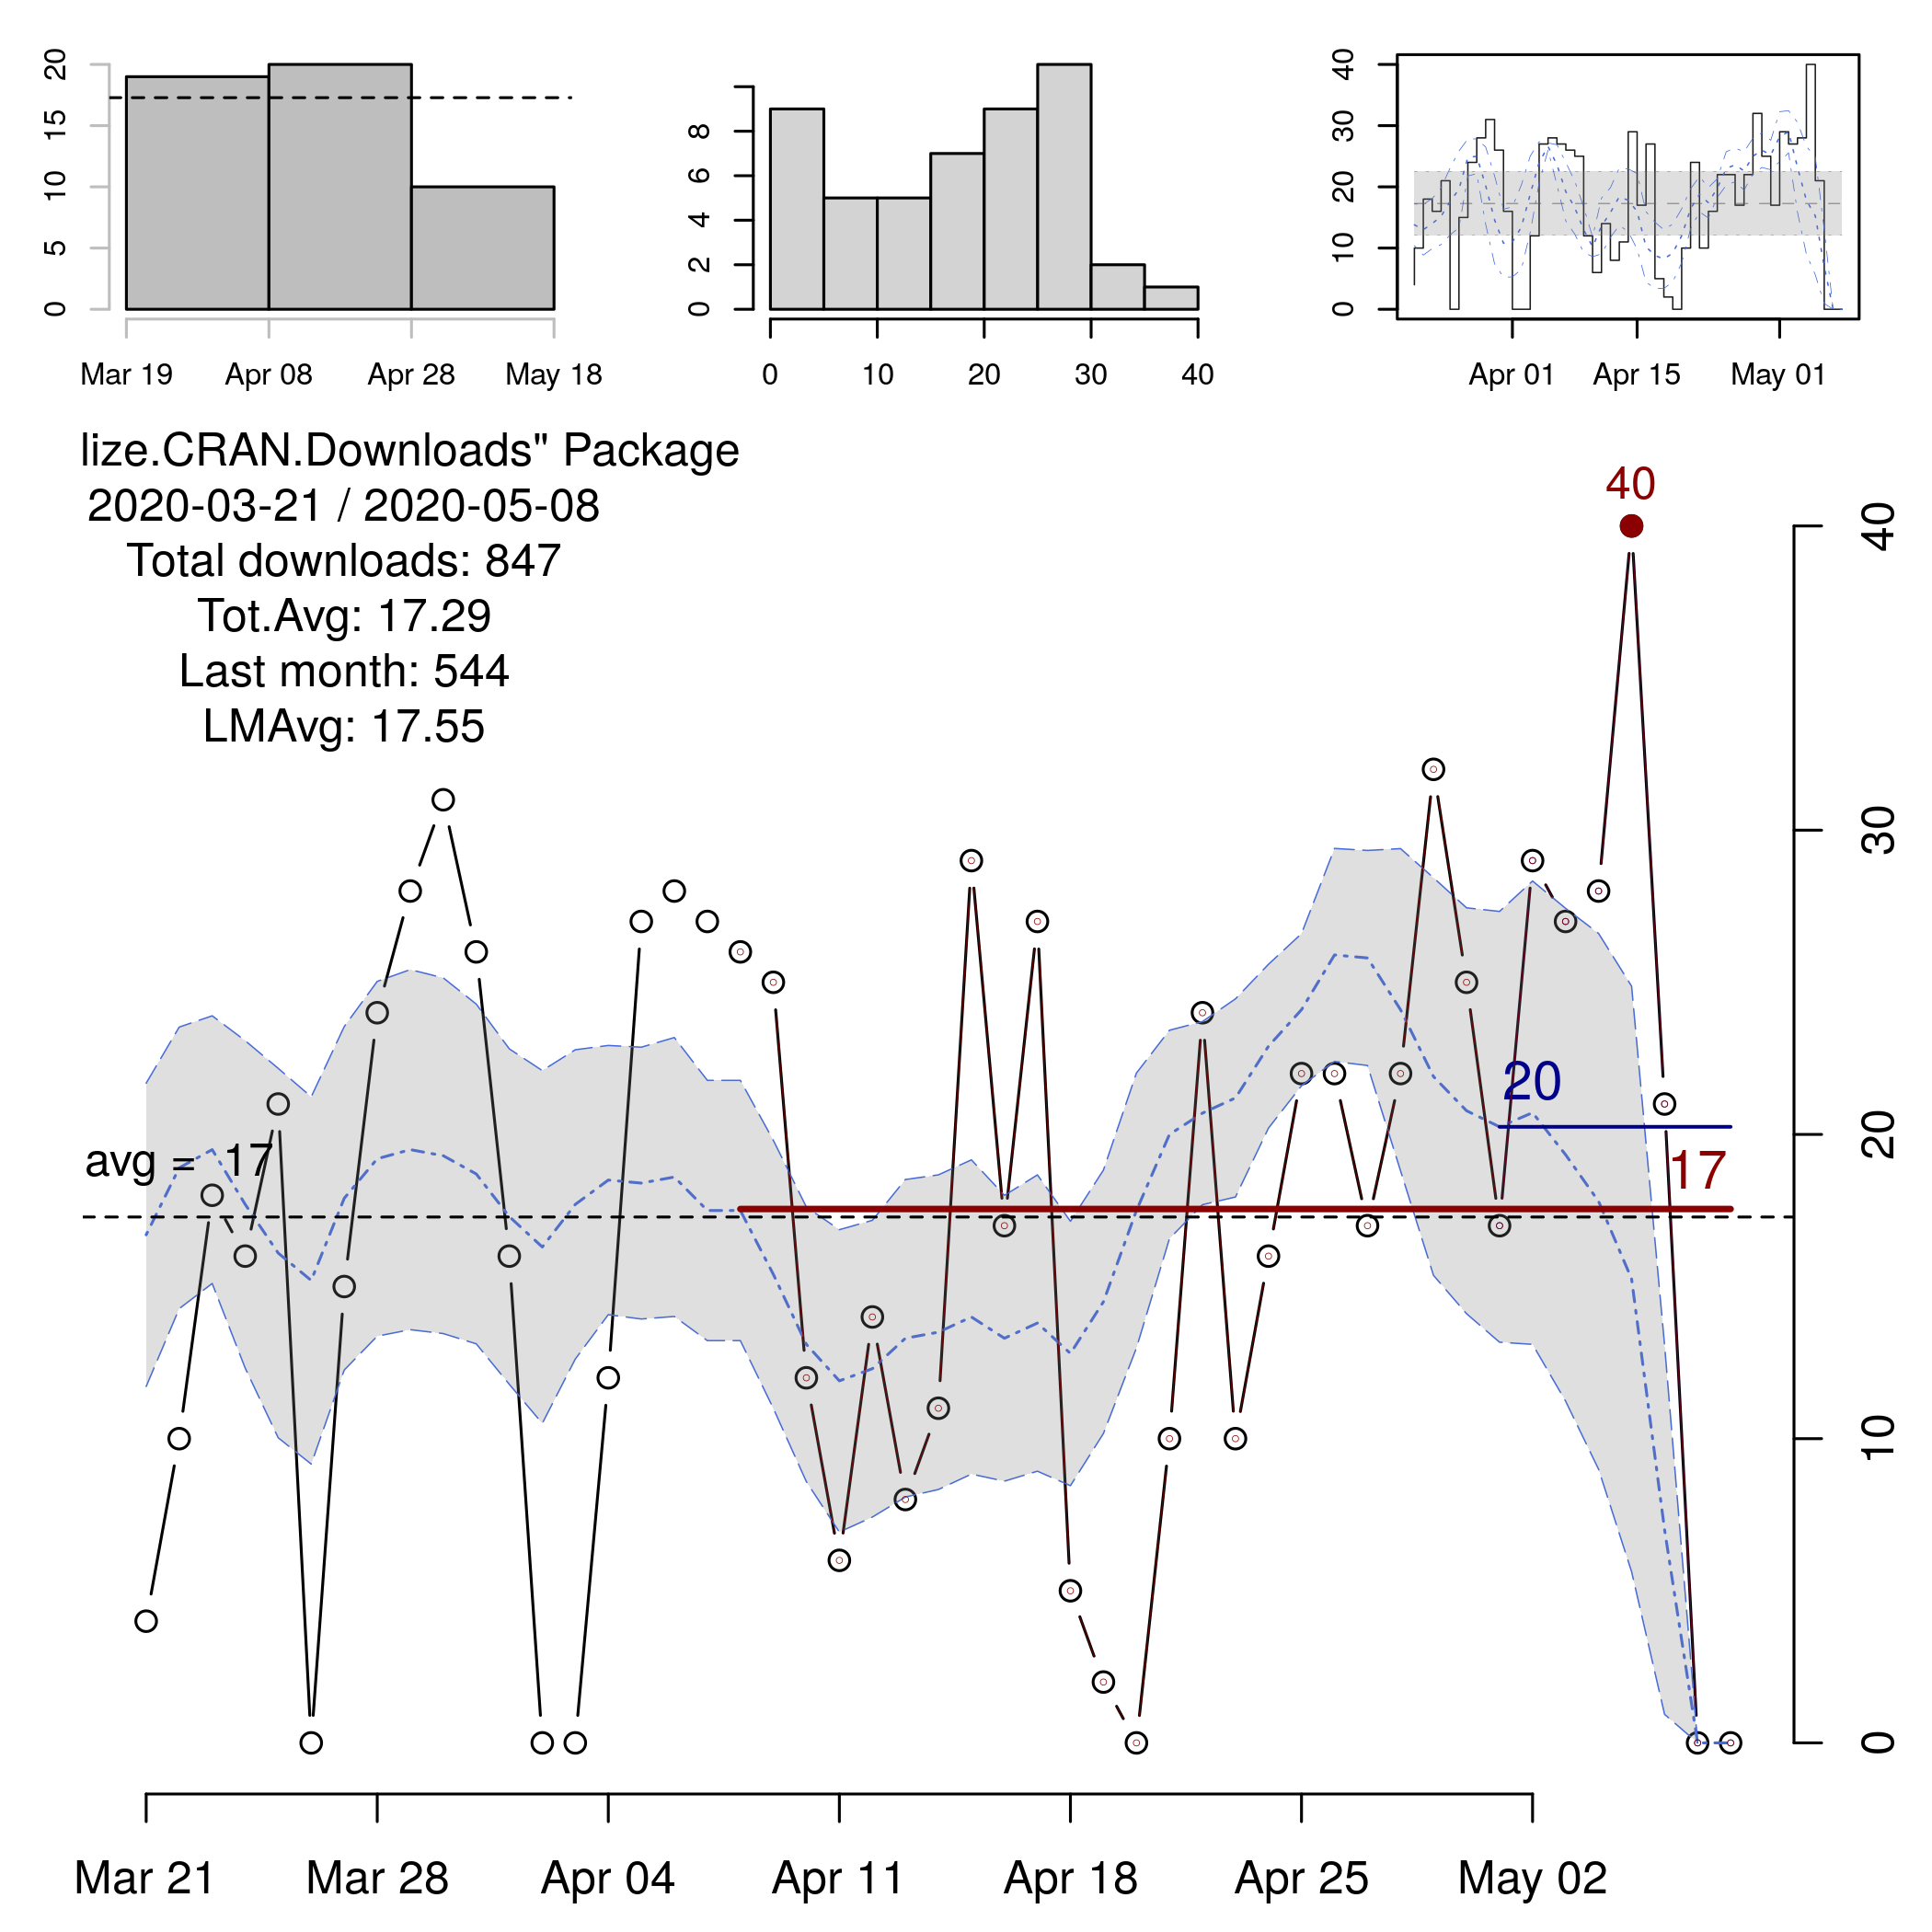 20
15
10
5
0
Mar 19 Apr 08 Apr 28 May 18
8
6
4
2
0
0 10 20 30 40
40
30
20
10
0
Apr 01 Apr 15 May 01
lize.CRAN.Downloads" Package
2020-03-21 / 2020-05-08
Total downloads: 847
Tot.Avg: 17.29
Last month: 544
LMAvg: 17.55
40
avg = 17
20
17
40
30
20
10
0
Mar 21 Mar 28 Apr 04 Apr 11 Apr 18 Apr 25 May 02